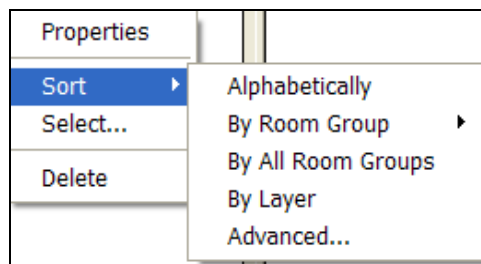 Properties
Sort
Select...
Delete
Alphabetically
By Room Group
By All Room Groups
By Layer
Advanced...